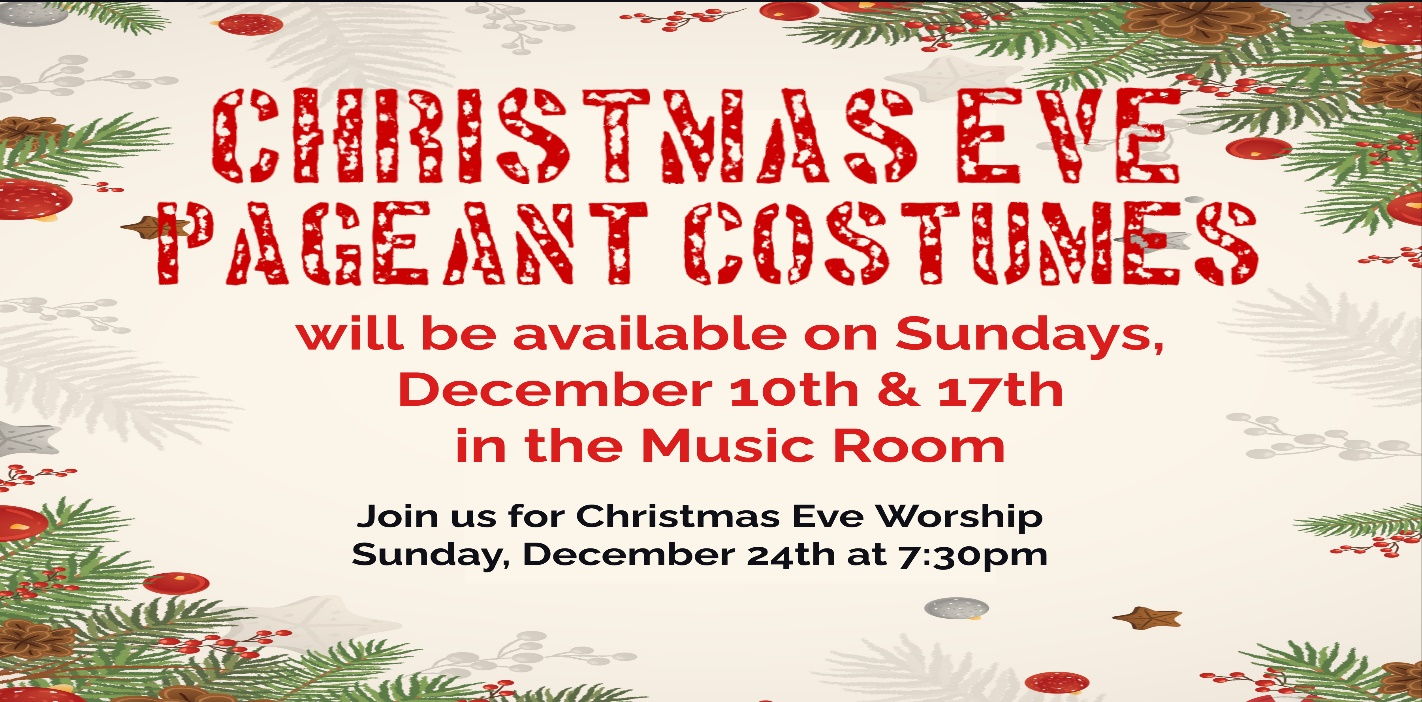 CHRISTMAS EVE
PAGEANT COSTUMES
will be available on Sundays,
December 10th & 17th
in the Music Room
Join us for Christmas Eve Worship
Sunday, December 24th at 7:30pm